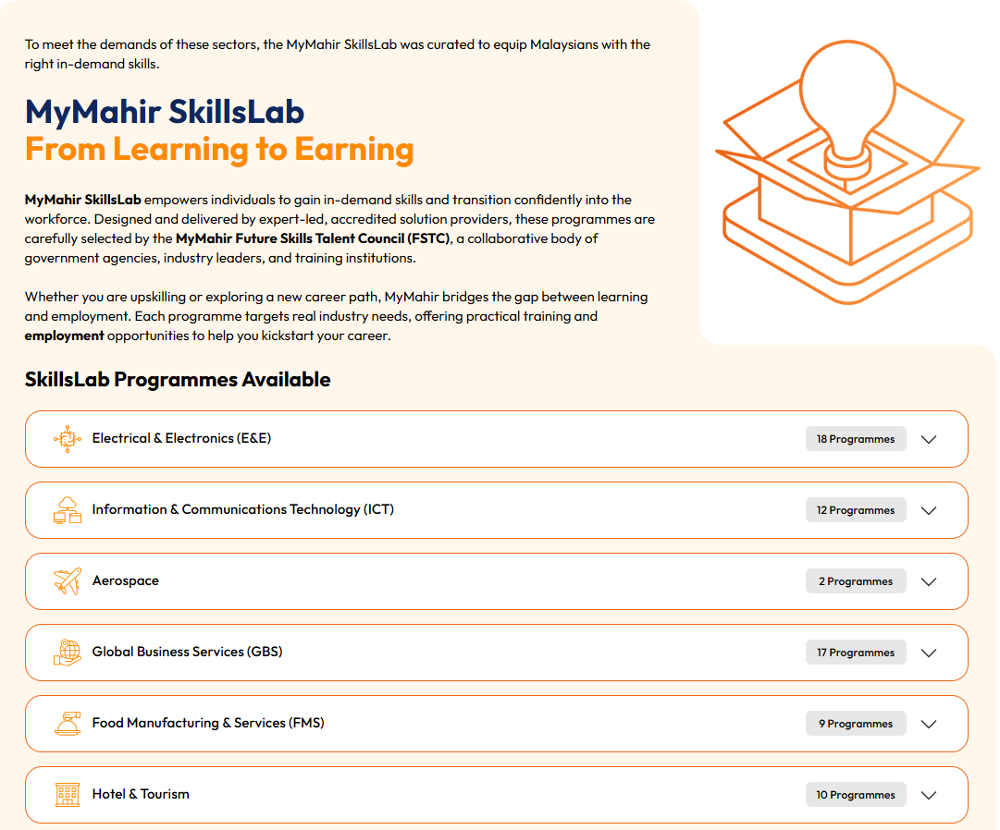 To meet the demands of these sectors, the MyMahir SkillsLab was curated to equip Malaysians with the
right in-demand skills.
MyMahir SkillsLab
From Learning to Earning
MyMahir SkillsLab empowers individuals to gain in-demand skills and transition confidently into the
workforce. Designed and delivered by expert-led, accredited solution providers, these programmes are
carefully selected by the MyMahir Future Skills Talent Council (FSTC), a collaborative body of
government agencies, industry leaders, and training institutions.
Whether you are upskilling or exploring a new career path, MyMahir bridges the gap between learning
and employment. Each programme targets real industry needs, offering practical training and
employment opportunities to help you kickstart your career.
SkillsLab Programmes Available
Electrical & Electronics (E&E) 18 Programmes
Information & Communications Technology (ICT) 12 Programmes
Aerospace 2 Programmes
Global Business Services (GBS) 17 Programmes
Food Manufacturing & Services (FMS) 9 Programmes
Hotel & Tourism 10 Programmes